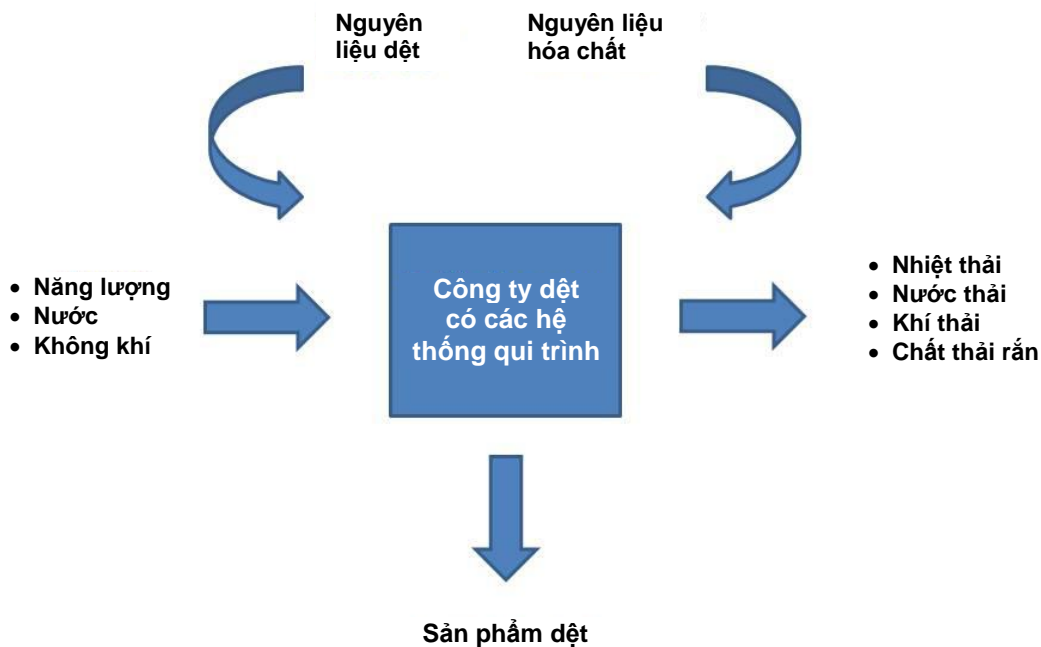 Nguyên
liệu dệt
Nguyên liệu
hóa chất
• Năng lượng
• Nước
• Không khí
Công ty dệt
có các hệ
thống qui trình
• Nhiệt thải
• Nước thải
• Khí thải
• Chất thải rắn
Sản phẩm dệt